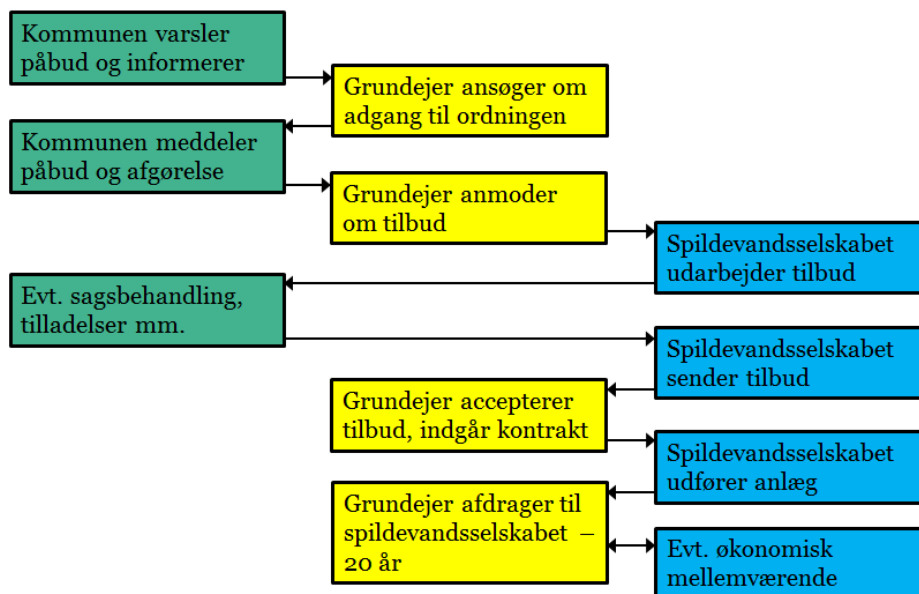 Kommunen varsler
påbud og informerer
Grundejer ansøger om
adgang til ordningen
Kommunen meddeler
påbud og afgørelse
Grundejer anmoder
om tilbud
Spildevandsselskabet
udarbejder tilbud
Evt. sagsbehandling,
tilladelser mm.
Spildevandsselskabet
sender tilbud
Grundejer accepterer
tilbud, indgår kontrakt
Spildevandsselskabet
udfører anlæg
Grundejer afdrager til
spildevandsselskabet –
20 år
Evt. økonomisk
mellemværende